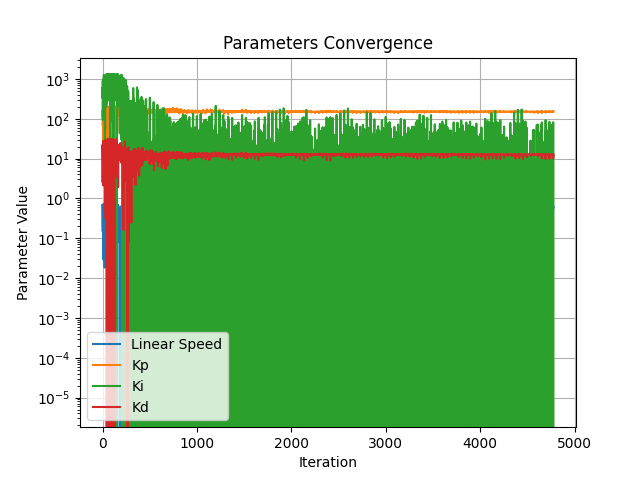 Parameters Convergence
Parameter Value
10³
10²
10¹
10⁰
10⁻¹
10⁻²
10⁻³
10⁻⁴
10⁻⁵
Linear Speed
Kp
Ki
Kd
0 1000 2000 3000 4000 5000
Iteration